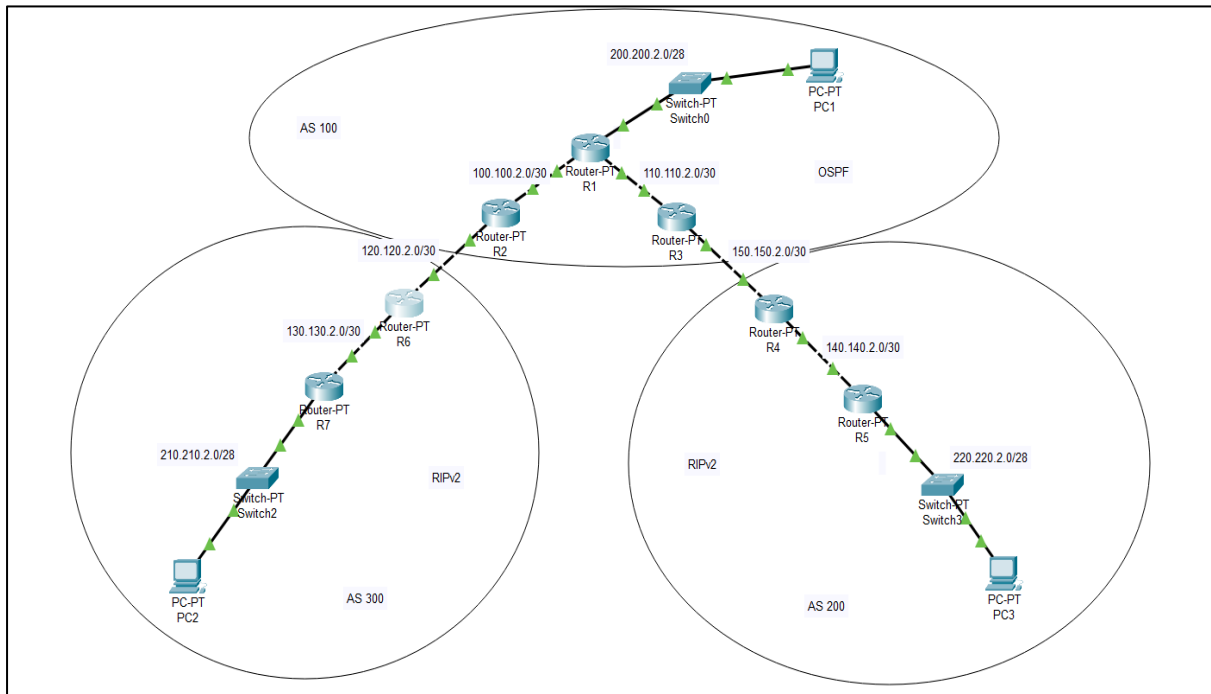 200.200.2.0/28
PC-PT
PC1
Switch-PT
Switch0
AS 100
100.100.2.0/30
Router-PT
R1
110.110.2.0/30
OSPF
Router-PT
R2
Router-PT
R3
120.120.2.0/30
150.150.2.0/30
Router-PT
R6
Router-PT
R4
130.130.2.0/30
140.140.2.0/30
Router-PT
R7
Router-PT
R5
210.210.2.0/28
RIPv2
RIPv2
220.220.2.0/28
Switch-PT
Switch2
Switch-PT
Switch3
PC-PT
PC2
AS 300
AS 200
PC-PT
PC3